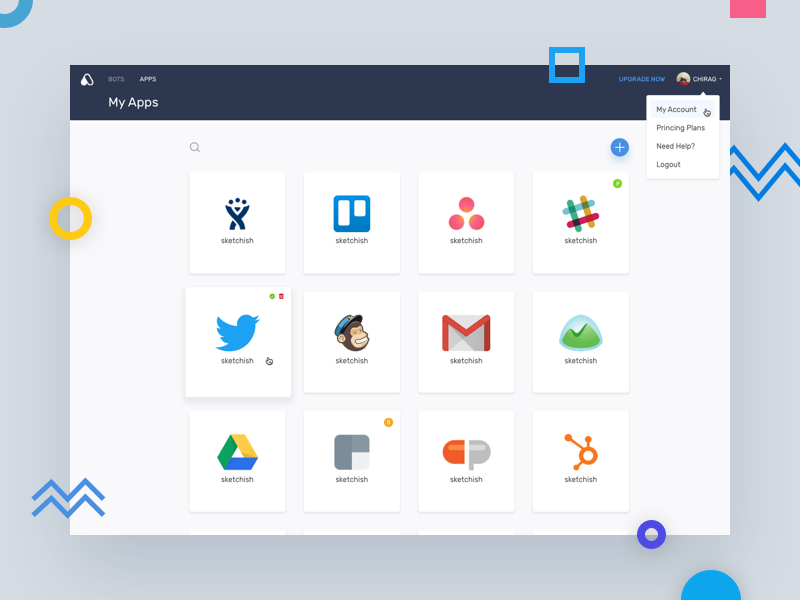 BOTS APPS UPGRADE NOW CHIRAG
My Apps
My Account
Princing Plans
Need Help?
Logout
sketchish sketchish sketchish sketchish
sketchish sketchish sketchish sketchish
sketchish sketchish sketchish sketchish